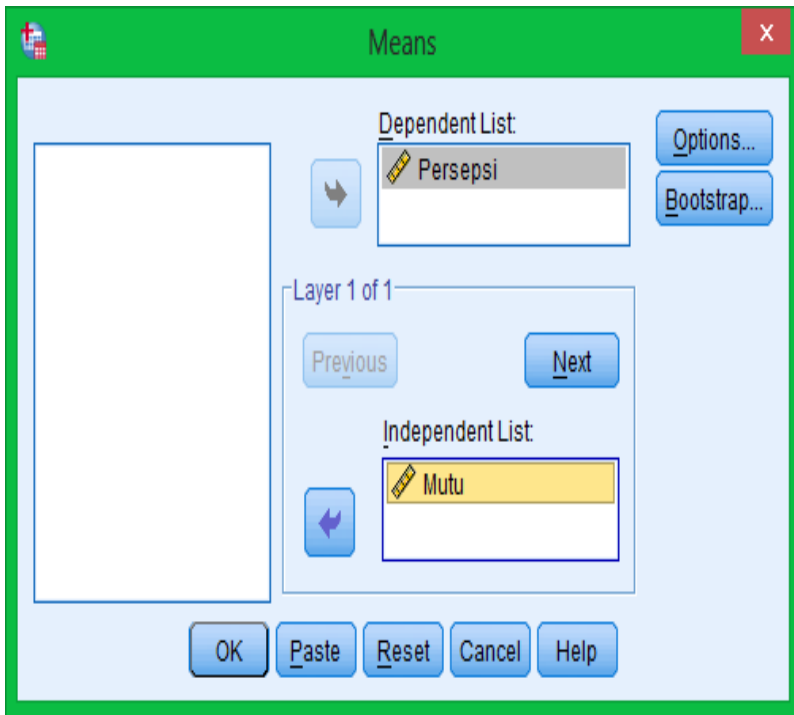 Means
x
Dependent List:
Persepsi
Options...
Bootstrap...
Layer 1 of 1
Previous
Next
Independent List:
Mutu
OK
Paste
Reset
Cancel
Help